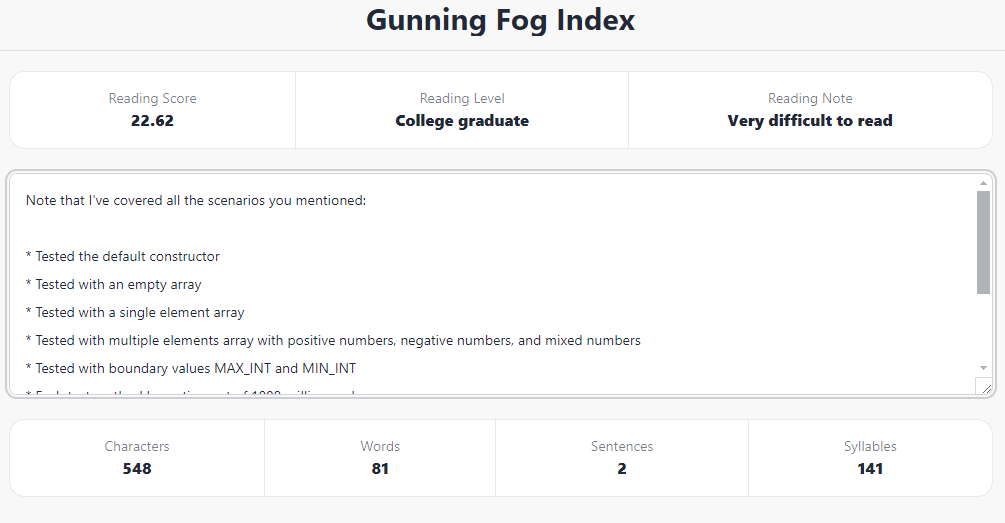 Gunning Fog Index
Reading Score
22.62
Reading Level
College graduate
Reading Note
Very difficult to read
Note that I've covered all the scenarios you mentioned:
* Tested the default constructor
* Tested with an empty array
* Tested with a single element array
* Tested with multiple elements array with positive numbers, negative numbers, and mixed numbers
* Tested with boundary values MAX_INT and MIN_INT
Characters
548
Words
81
Sentences
2
Syllables
141